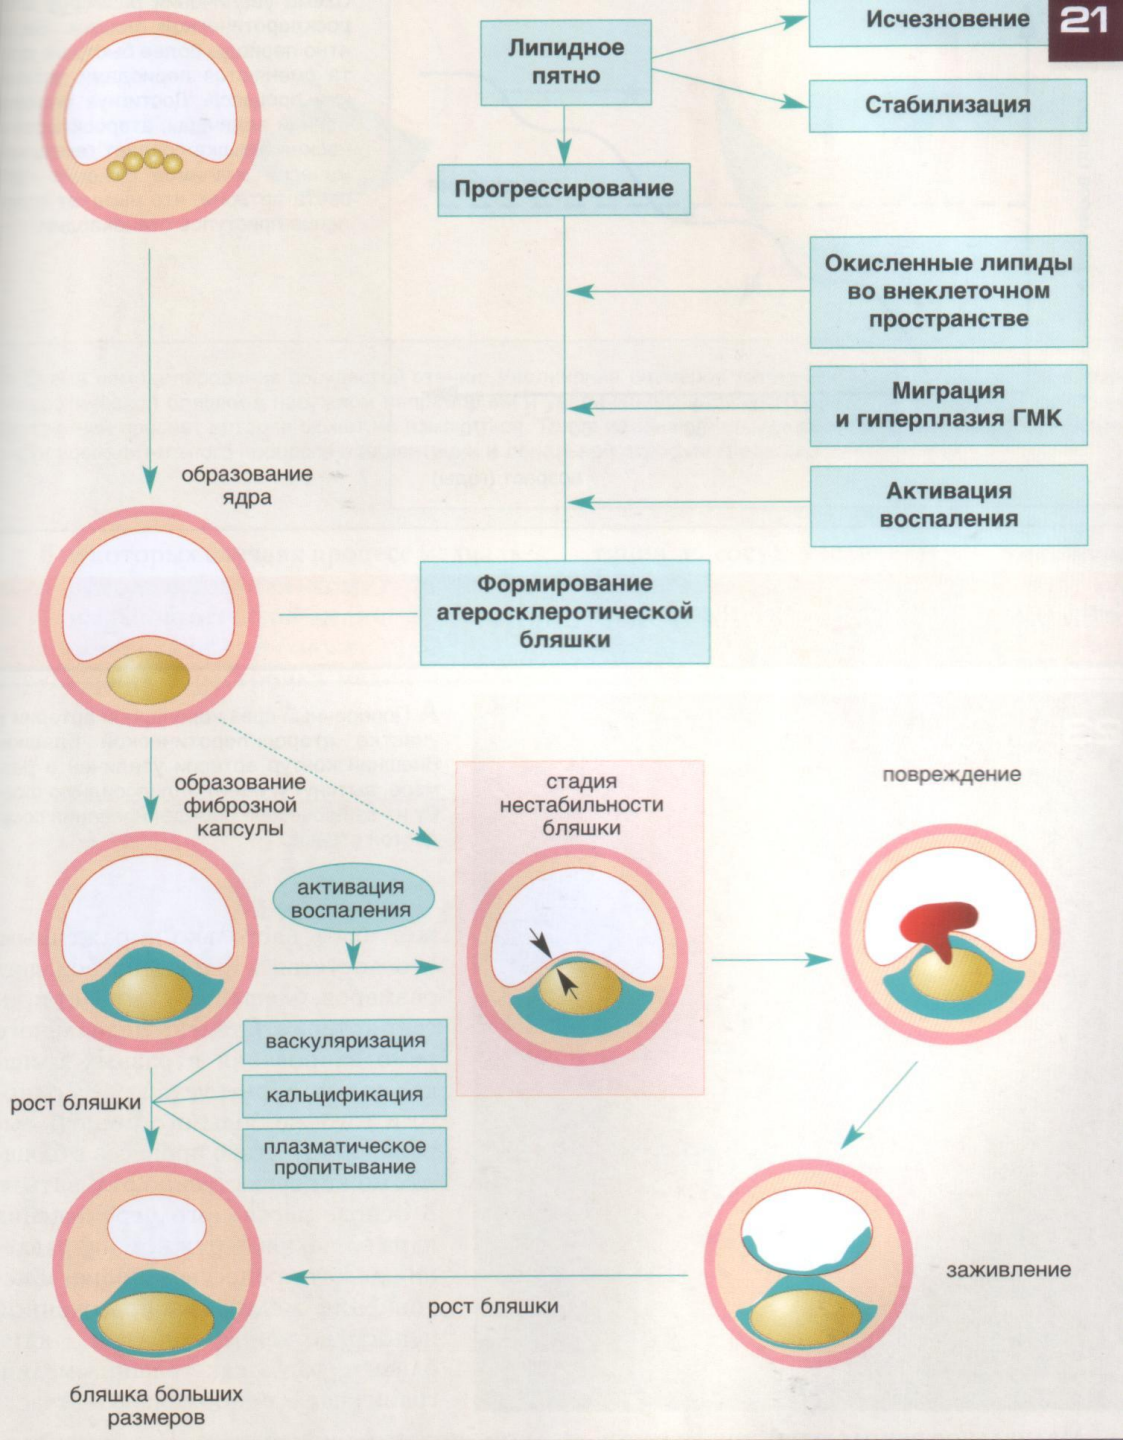 21
Липидное
пятно
Исчезновение
Стабилизация
Прогрессирование
Окисленные липиды
во внеклеточном
пространстве
Миграция
и гиперплазия ГМК
Активация
воспаления
образование
ядра
Формирование
атеросклеротической
бляшки
образование
фиброзной
капсулы
активация
воспаления
стадия
нестабильности
бляшки
повреждение
васкуляризация
кальцификация
плазматическое
пропитывание
рост бляшки
заживление
рост бляшки
бляшка больших
размеров